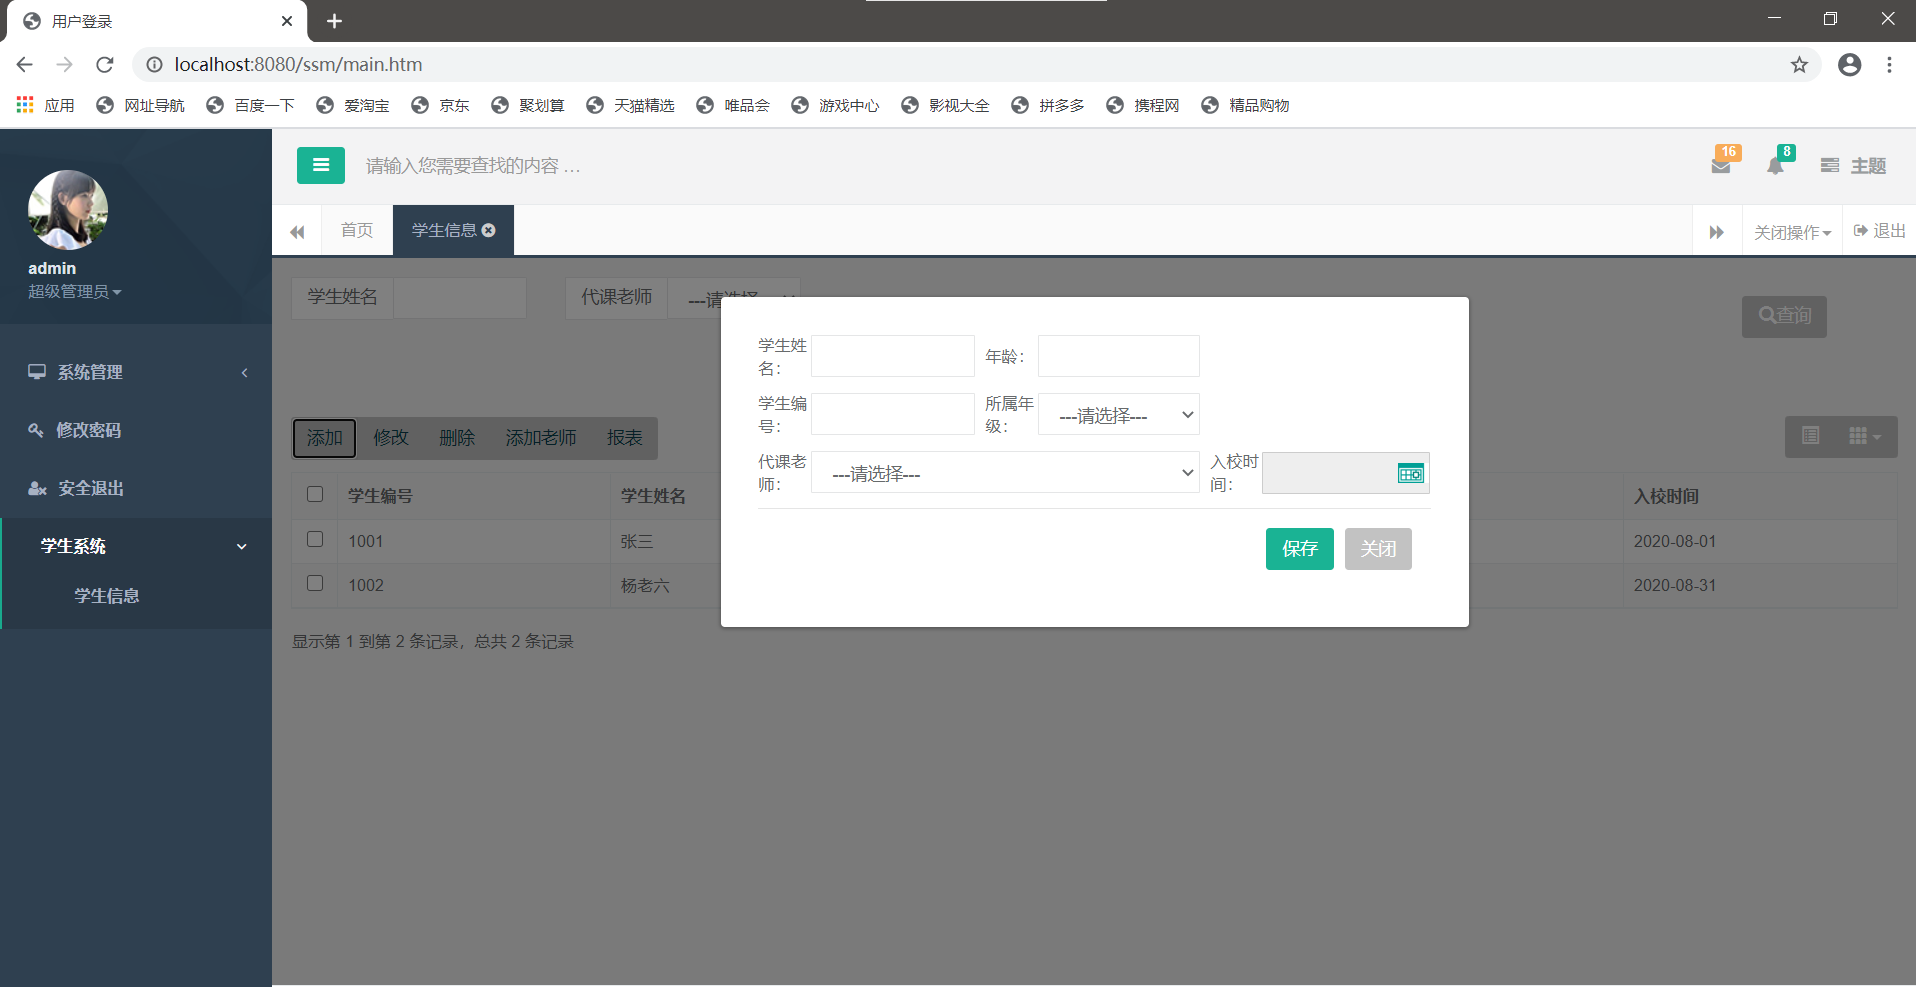 用户登录
localhost:8080/ssm/main.htm
应用 网址导航 百度一下 爱淘宝 京东 聚划算 天猫精选 唯品会 游戏中心 影视大全 拼多多 携程网 精品购物
admin
超级管理员
系统管理
修改密码
安全退出
学生系统
学生信息
请输入您需要查找的内容 …
16
8
主题
首页
学生信息
关闭操作
退出
学生姓名
代课老师
---请选择
查询
添加 修改 删除 添加老师 报表
学生编号 学生姓名 入校时间
1001 张三 2020-08-01
1002 杨老六 2020-08-31
显示第 1 到第 2 条记录，总共 2 条记录
学生姓
名：
年龄：
学生编
号：
所属年
级：
---请选择---
代课老
师：
---请选择---
入校时
间：
保存 关闭